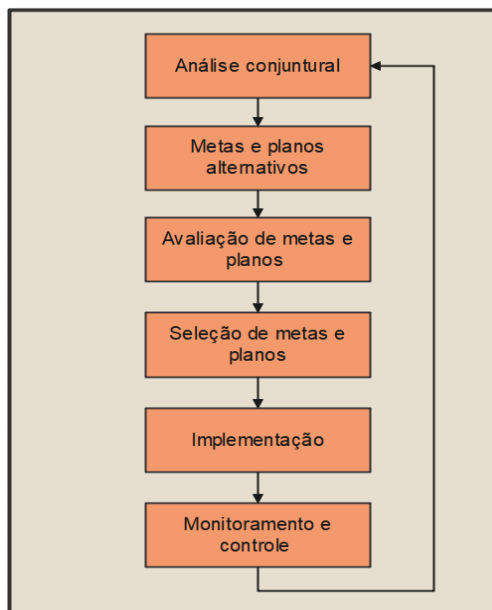 Análise conjuntural
Metas e planos
alternativos
Avaliação de metas e
planos
Seleção de metas e
planos
Implementação
Monitoramento e
controle